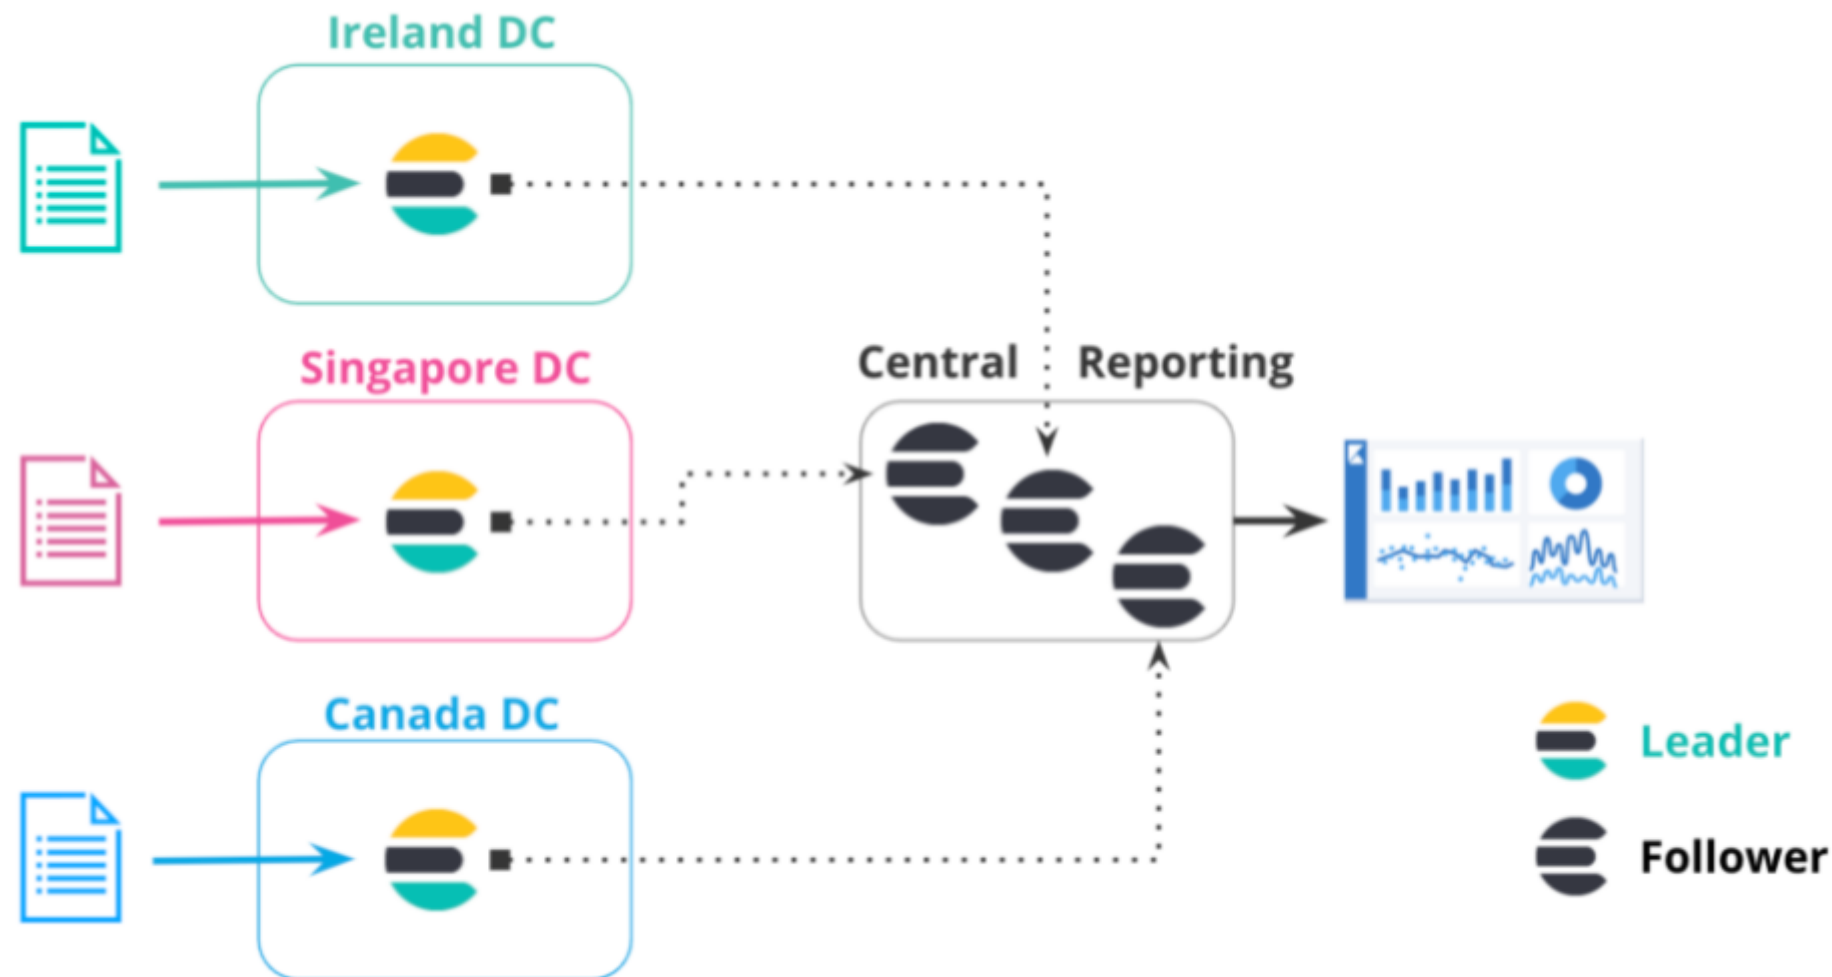 Ireland DC
Singapore DC
Central Reporting
Canada DC
Leader
Follower